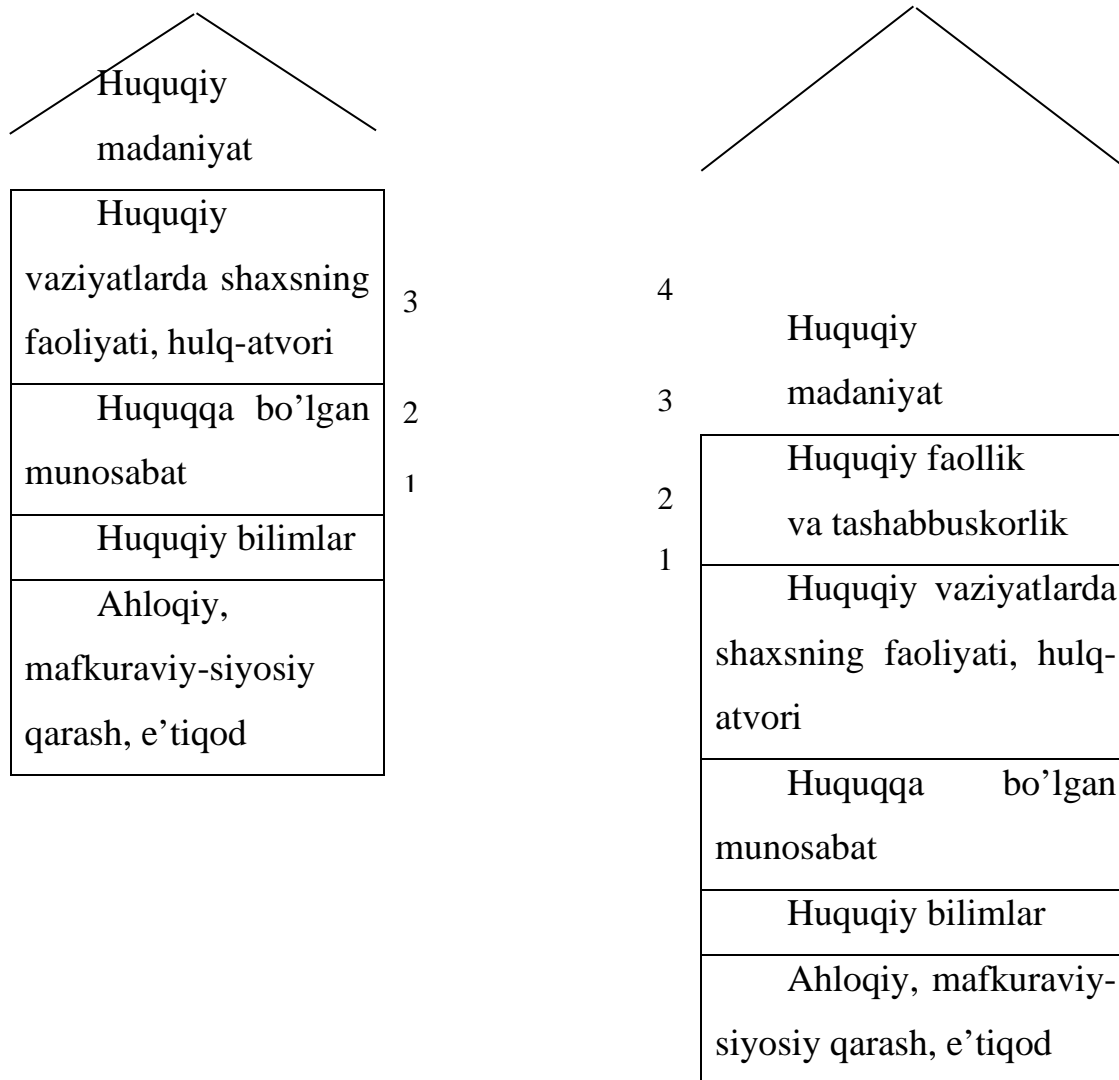 Huquqiy
madaniyat
Huquqiy
vaziyatlarda shaxsning
faoliyati, hulq-atvori
Huquqqa bo’lgan
munosabat
Huquqiy bilimlar
Ahloqiy,
mafkuraviy-siyosiy
qarash, e’tiqod
3
2
1
4
3
2
1
Huquqiy
madaniyat
Huquqiy faollik
va tashabbuskorlik
Huquqiy vaziyatlarda
shaxsning faoliyati, hulq-
atvori
Huquqqa bo’lgan
munosabat
Huquqiy bilimlar
Ahloqiy, mafkuraviy-
siyosiy qarash, e’tiqod